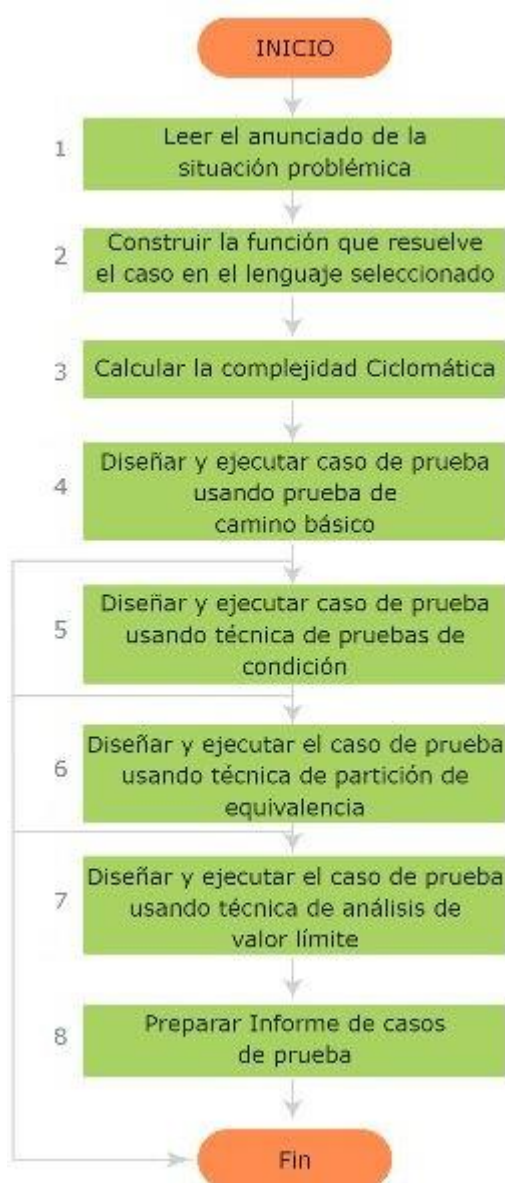 INICIO
1
Leer el anunciado de la
situación problémica
2
Construir la función que resuelve
el caso en el lenguaje seleccionado
3
Calcular la complejidad Ciclomática
4
Diseñar y ejecutar caso de prueba
usando prueba de
camino básico
5
Diseñar y ejecutar caso de prueba
usando técnica de pruebas de
condición
6
Diseñar y ejecutar el caso de prueba
usando técnica de partición de
equivalencia
7
Diseñar y ejecutar el caso de prueba
usando técnica de análisis de
valor límite
8
Preparar Informe de casos
de prueba
Fin